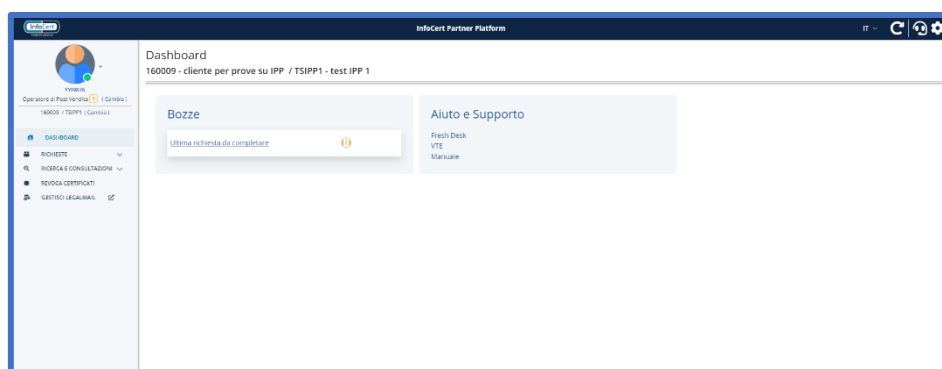 InfoCert
InfoCert Partner Platform
IT
Dashboard
160009 - cliente per prove su IPP / TSIPP1 - test IPP 1
Operatore di Post Vendita 1 ( Cambia )
160009 / TSIPP1 ( Cambia )
DASHBOARD
RICHIESTE
RICERCA E CONSULTAZIONI
REVOCA CERTIFICATI
GESTISCI LEGALMAIL
Bozze
Ultima richiesta da completare
Aiuto e Supporto
Fresh Desk
VTE
Manuale